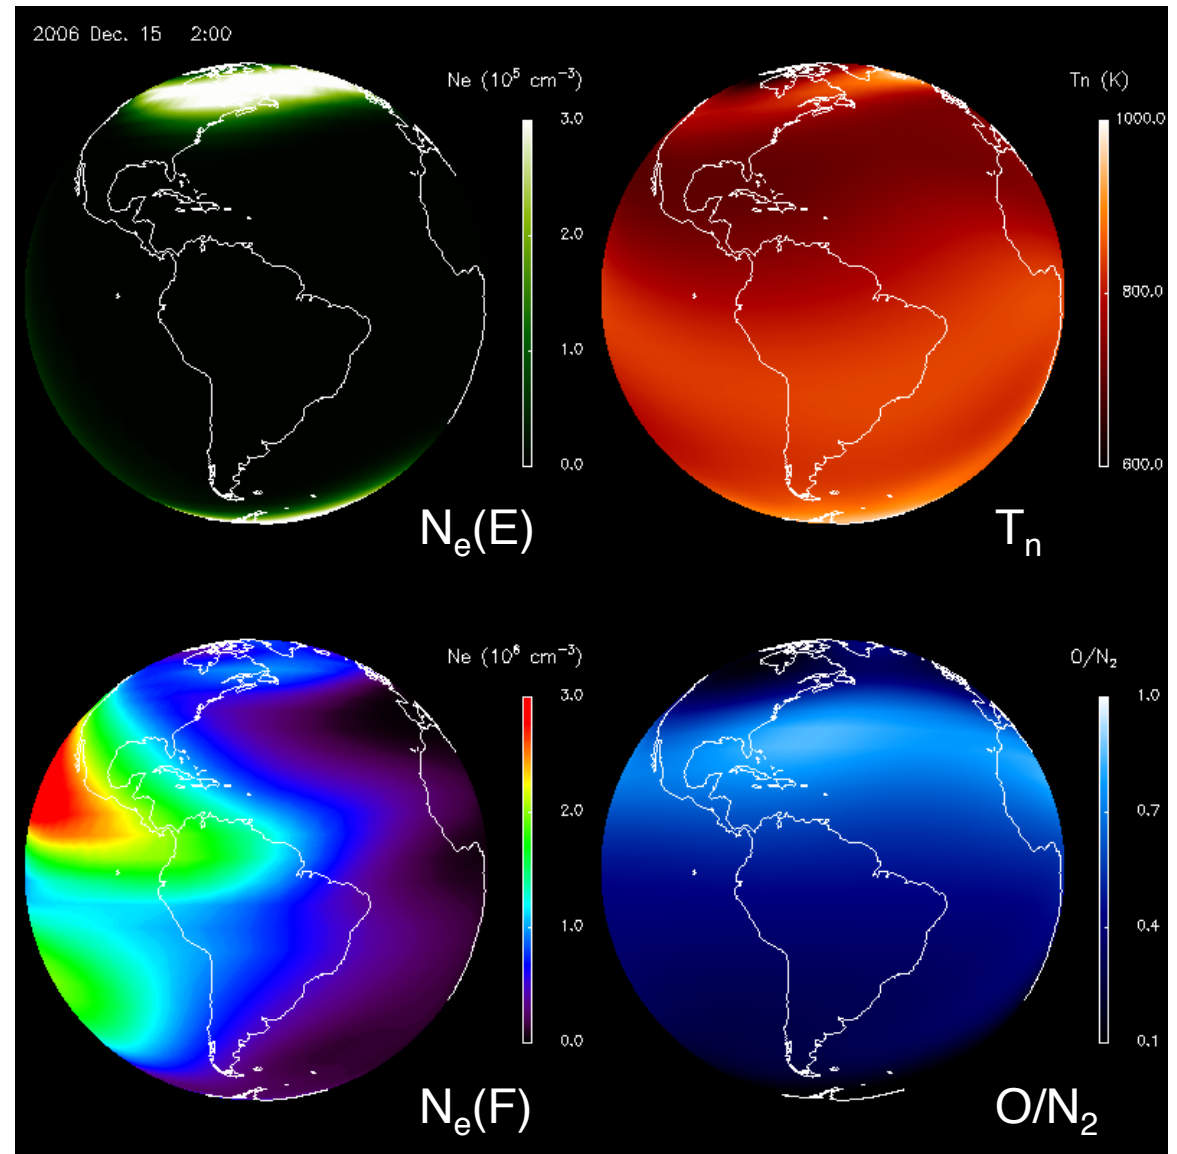 2006 Dec. 15 2:00
Ne (10⁵ cm⁻³)
3.0
2.0
1.0
0.0
Nₑ(E)
Tn (K)
1000.0
800.0
600.0
Tₙ
Ne (10⁶ cm⁻³)
3.0
2.0
1.0
0.0
Nₑ(F)
O/N₂
1.0
0.7
0.4
0.1
O/N₂